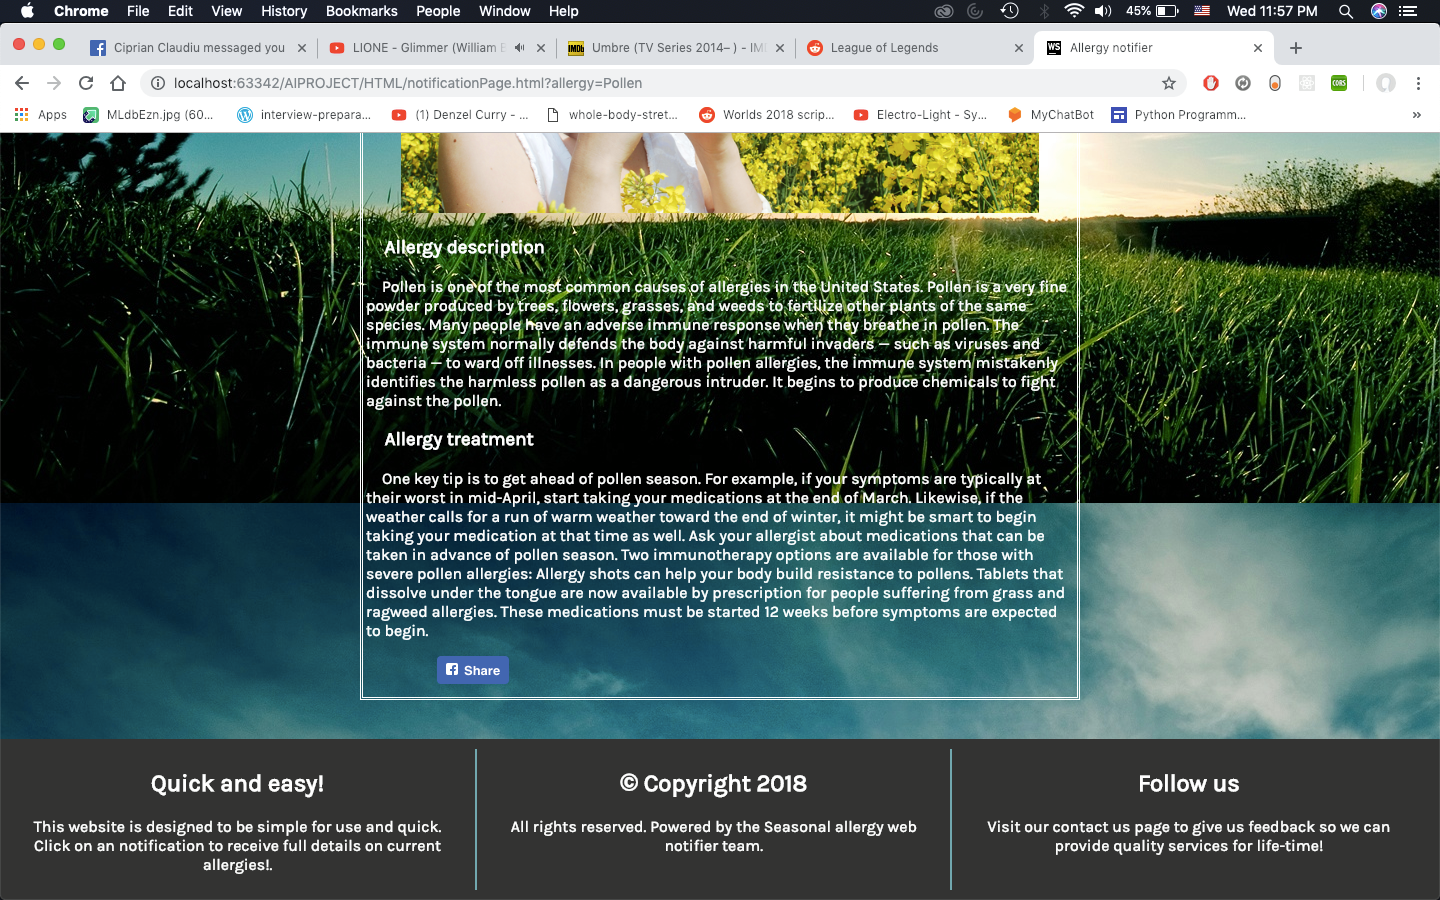 Chrome File Edit View History Bookmarks People Window Help 45% Wed 11:57 PM
Ciprian Claudiu messaged you LIONE - Glimmer (William IMDb Umbre (TV Series 2014– ) - IM League of Legends WS Allergy notifier
localhost:63342/AIPROJECT/HTML/notificationPage.html?allergy=Pollen CORS
Apps MLdbEzn.jpg (60... interview-prepara... (1) Denzel Curry - ... whole-body-stret... Worlds 2018 scrip... Electro-Light - Sy... MyChatBot Python Programm... »
Allergy description
Pollen is one of the most common causes of allergies in the United States. Pollen is a very fine
powder produced by trees, flowers, grasses, and weeds to fertilize other plants of the same
species. Many people have an adverse immune response when they breathe in pollen. The
immune system normally defends the body against harmful invaders — such as viruses and
bacteria — to ward off illnesses. In people with pollen allergies, the immune system mistakenly
identifies the harmless pollen as a dangerous intruder. It begins to produce chemicals to fight
against the pollen.
Allergy treatment
One key tip is to get ahead of pollen season. For example, if your symptoms are typically at
their worst in mid-April, start taking your medications at the end of March. Likewise, if the
weather calls for a run of warm weather toward the end of winter, it might be smart to begin
taking your medication at that time as well. Ask your allergist about medications that can be
taken in advance of pollen season. Two immunotherapy options are available for those with
severe pollen allergies: Allergy shots can help your body build resistance to pollens. Tablets that
dissolve under the tongue are now available by prescription for people suffering from grass and
ragweed allergies. These medications must be started 12 weeks before symptoms are expected
to begin.
Share
Quick and easy!
This website is designed to be simple for use and quick.
Click on an notification to receive full details on current
allergies!.
© Copyright 2018
All rights reserved. Powered by the Seasonal allergy web
notifier team.
Follow us
Visit our contact us page to give us feedback so we can
provide quality services for life-time!